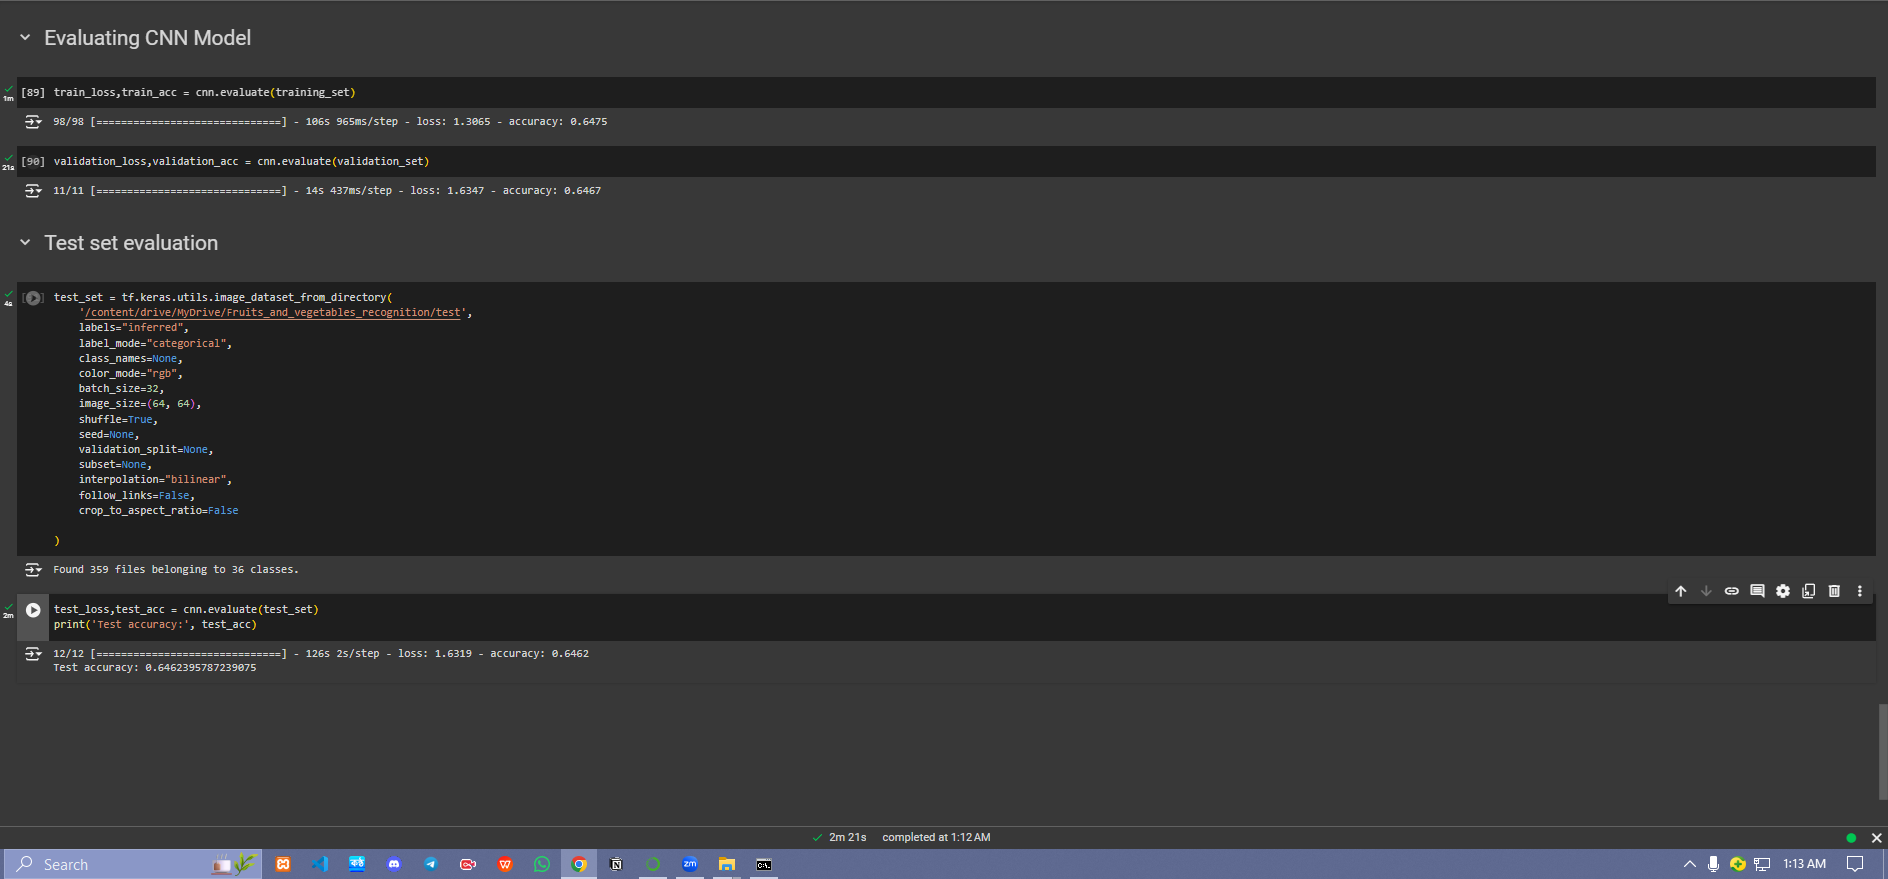 Evaluating CNN Model
1m
[89] train_loss,train_acc = cnn.evaluate(training_set)
98/98 [==============================] - 106s 965ms/step - loss: 1.3065 - accuracy: 0.6475
21s
[90] validation_loss,validation_acc = cnn.evaluate(validation_set)
11/11 [==============================] - 14s 437ms/step - loss: 1.6347 - accuracy: 0.6467
Test set evaluation
4s
test_set = tf.keras.utils.image_dataset_from_directory(
'/content/drive/MyDrive/Fruits_and_vegetables_recognition/test',
labels="inferred",
label_mode="categorical",
class_names=None,
color_mode="rgb",
batch_size=32,
image_size=(64, 64),
shuffle=True,
seed=None,
validation_split=None,
subset=None,
interpolation="bilinear",
follow_links=False,
crop_to_aspect_ratio=False
)
Found 359 files belonging to 36 classes.
2m
test_loss,test_acc = cnn.evaluate(test_set)
print('Test accuracy:', test_acc)
12/12 [==============================] - 126s 2s/step - loss: 1.6319 - accuracy: 0.6462
Test accuracy: 0.6462395787239075
2m 21s completed at 1:12 AM
Search
zm
1:13 AM